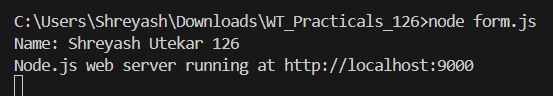 C:\Users\Shreyash\Downloads\WT_Practicals_126>node form.js
Name: Shreyash Utekar 126
Node.js web server running at http://localhost:9000